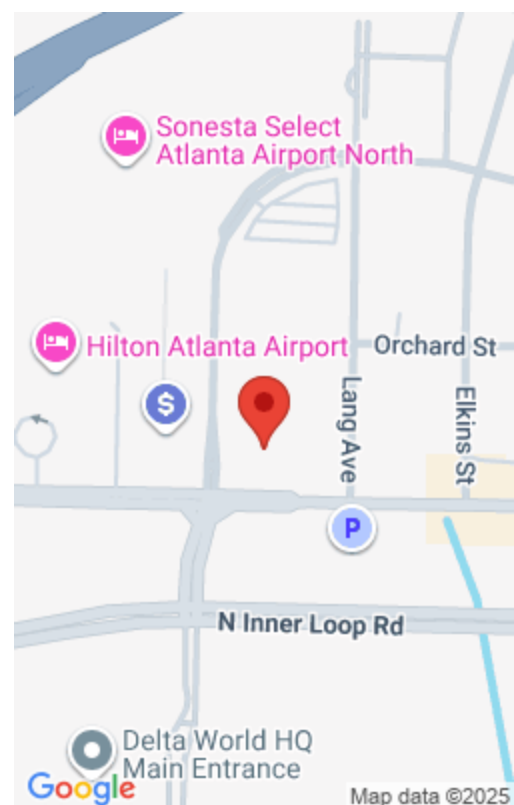 Sonesta Select
Atlanta Airport North
Hilton Atlanta Airport
Orchard St
$
Lang Ave
Elkins St
P
N Inner Loop Rd
Delta World HQ
Main Entrance
Google
Map data ©2025